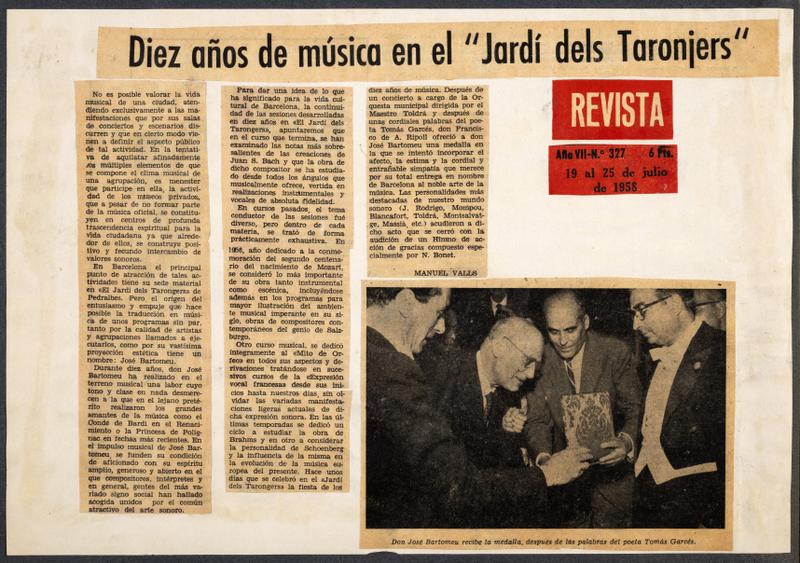 Diez años de música en el "Jardí dels Taronjers"
No es posible valorar la vida
musical de una ciudad, aten-
diendo exclusivamente a las ma-
nifestaciones que por sus salas
de conciertos y escenarios dis-
curren y que en cierto modo vie-
nen a definir el aspecto público
de tal actividad. En la tentati-
va de aquilatar afinadamente
los múltiples elementos de que
se compone el clima musical de
una agrupación, es menester
que participe en ella, la activi-
dad de los núcleos privados,
que a pesar de no formar parte
de la música oficial, se constitu-
yen en centros de profunda
trascendencia espiritual para la
vida ciudadana ya que alrede-
dor de ellos, se construye posi-
tivo y fecundo intercambio de
valores sonoros.
En Barcelona el principal
punto de atracción de tales ac-
tividades tiene su sede material
en «El Jardí dels Tarongers» de
Pedralbes. Pero el origen del
entusiasmo y empuje que hace
posible la traducción en músi-
ca de unos programas sin par,
tanto por la calidad de artistas
y agrupaciones llamados a eje-
cutarlos, como por su vastísima
proyección estética tiene un
nombre: José Bartomeu.
Durante diez años, don José
Bartomeu ha realizado en el
terreno musical una labor cuyo
tono y clase en nada desmere-
cen a la que en el lejano preté-
rito realizaron los grandes
amantes de la música como el
Conde de Bardi en el Renaci-
miento o la Princesa de Polig-
nac en fechas más recientes. En
el impulso musical de José Bar-
tomeu, se funden su condición
de aficionado con su espíritu
amplio, generoso y abierto en el
que compositores, intérpretes y
en general, gentes del más va-
riado signo social han hallado
acogida unidos por el común
atractivo del arte sonoro.
Para dar una idea de lo que
ha significado para la vida cul-
tural de Barcelona, la continui-
dad de las sesiones desarrolladas
en diez años en «El Jardí dels
Tarongers», apuntaremos que
en el curso que termina, se han
examinado las notas más sobre-
salientes de las creaciones de
Juan S. Bach y que la obra de
dicho compositor se ha estudia-
do desde todos los ángulos que
musicalmente ofrece, vertida en
realizaciones instrumentales y
vocales de absoluta fidelidad.
En cursos pasados, el tema
conductor de las sesiones fué
diverso, pero dentro de cada
materia, se trató de forma
prácticamente exhaustiva. En
1956, año dedicado a la conme-
moración del segundo centena-
rio del nacimiento de Mozart,
se consideró lo más importante
de su obra tanto instrumental
como escénica, incluyéndose
además en los programas para
mayor ilustración del ambien-
te musical imperante en su si-
glo, obras de compositores con-
temporáneos del genio de Salz-
burgo.
Otro curso musical, se dedicó
íntegramente al «Mito de Or-
feo» en todos sus aspectos y de-
rivaciones tratándose en suce-
sivos cursos de la «Expresión
vocal francesa» desde sus ini-
cios hasta nuestros días, sin ol-
vidar las variadas manifesta-
ciones ligeras actuales de di-
cha expresión sonora. En las úl-
timas temporadas se dedicó un
ciclo a estudiar la obra de
Brahms y en otro a considerar
la personalidad de Schoenberg
y la influencia de la misma en
la evolución de la música eu-
ropea del presente. Hace unos
días que se celebró en el «Jardí
dels Tarongers» la fiesta de los
diez años de música. Después de
un concierto a cargo de la Or-
questa municipal dirigida por el
Maestro Toldrá y después de
unas cordiales palabras del poe-
ta Tomás Garcés, don Francis-
co de A. Ripoll ofreció a don
José Bartomeu una medalla en
la que se intentó incorporar el
afecto, la estima y la cordial y
entrañable simpatía que merece
por su total entrega en nombre
de Barcelona al noble arte de la
música. Las personalidades más
destacadas de nuestro mundo
sonoro (J. Rodrigo, Mompou,
Blancafort, Toldrá, Montsalvat-
ge, Massiá, etc.) acudieron a di-
cho acto que se cerró con la
audición de un Himno de ac-
ción de gracias compuesto espe-
cialmente por N. Bonet.
MANUEL VALLS
REVISTA
Año VII-N.° 327 6 Pts.
19 al 25 de julio
de 1958
Don José Bartomeu recibe la medalla, después de las palabras del poeta Tomás Garcés.